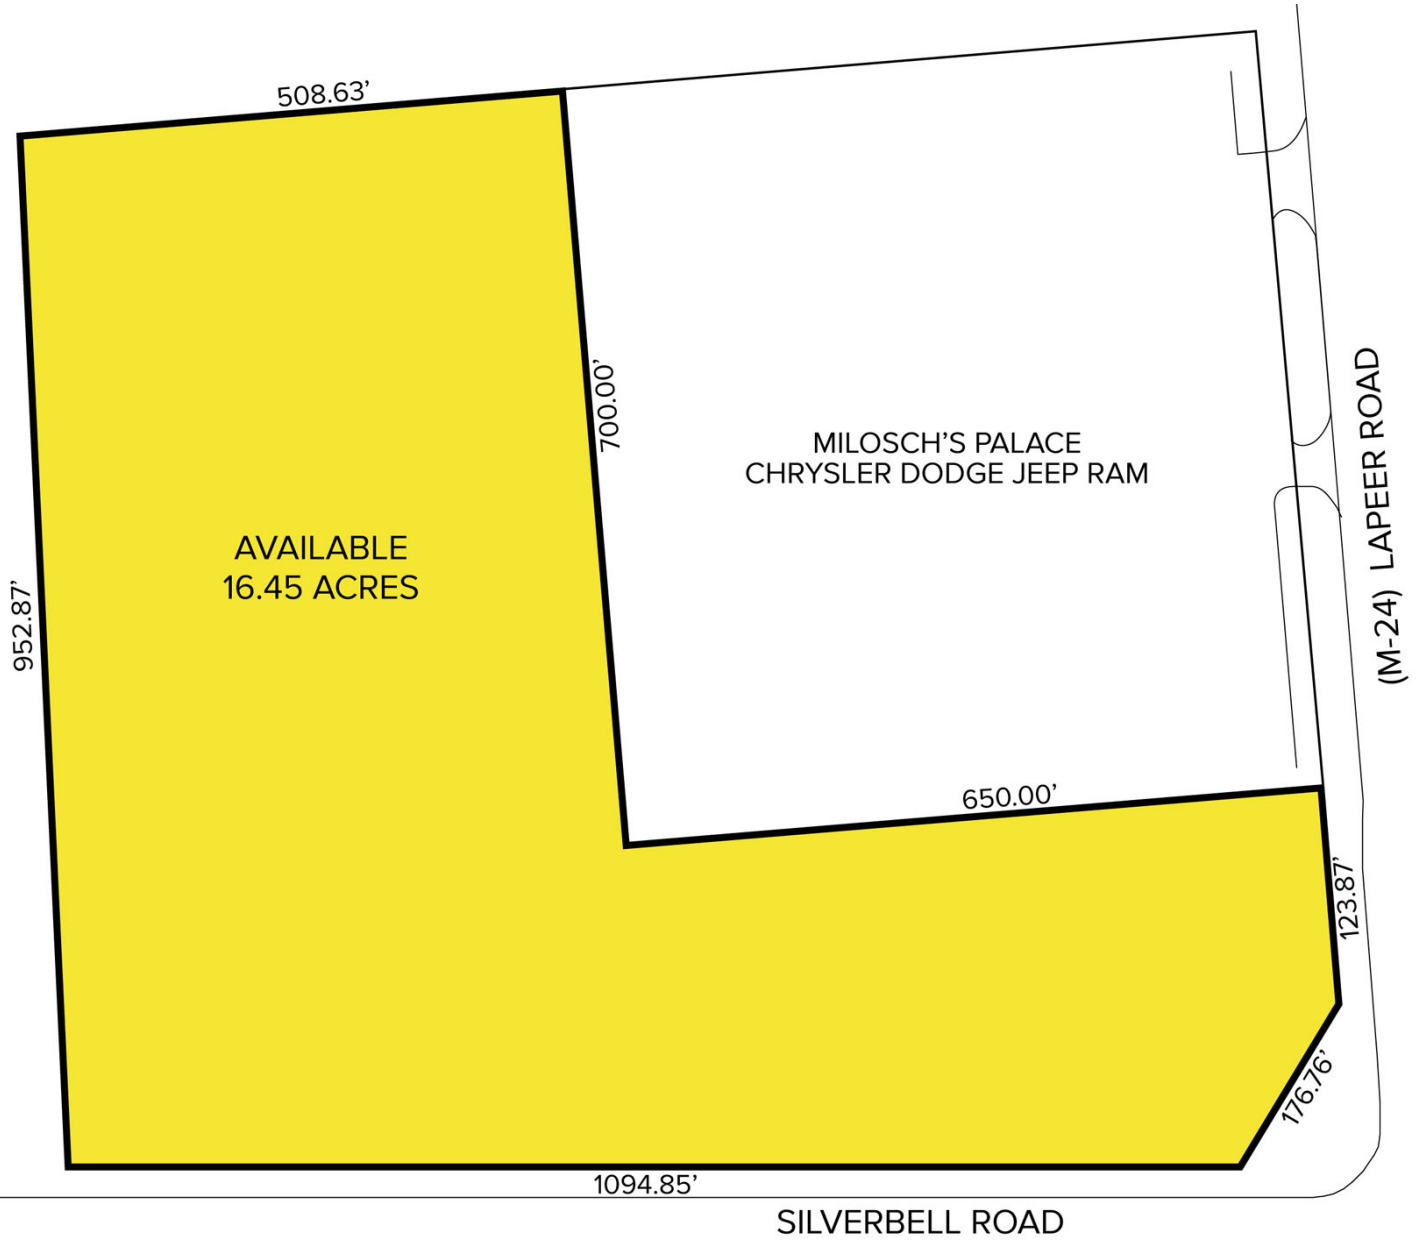 508.63’
700.00’
MILOSCH’S PALACE
CHRYSLER DODGE JEEP RAM
(M-24) LAPEER ROAD
AVAILABLE
16.45 ACRES
952.87’
650.00’
123.87’
176.76’
1094.85’
SILVERBELL ROAD